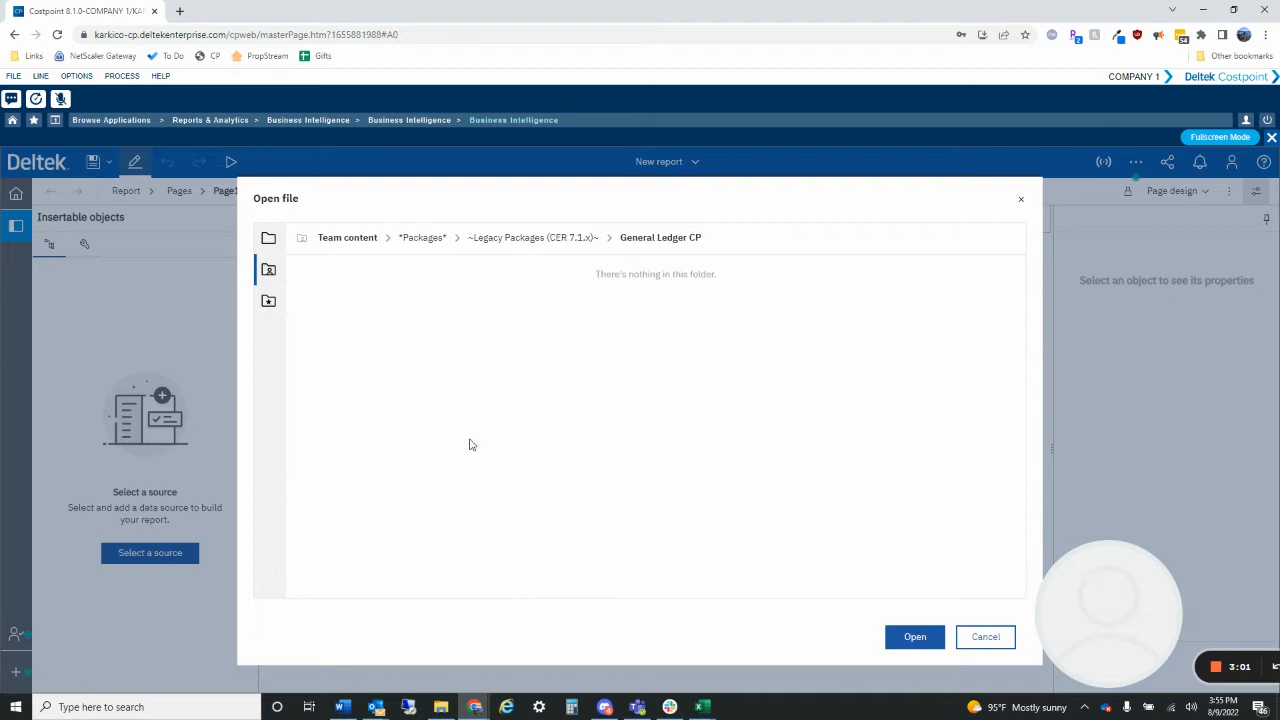 Costpoint 8.1.0-COMPANY 1/KAF
karkico-cp.deltekenterprise.com/cpweb/masterPage.htm?1655881988#A0
Links NetScaler Gateway To Do CP PropStream Gifts Other bookmarks
FILE LINE OPTIONS PROCESS HELP COMPANY 1 Deltek Costpoint
Browse Applications > Reports & Analytics > Business Intelligence > Business Intelligence > Business Intelligence
Fullscreen Mode
Deltek. New report
Report > Pages > Page1 Page design
Open file
Insertable objects
Team content > *Packages* > ~Legacy Packages (CER 7.1.x)~ > General Ledger CP
There's nothing in this folder.
Select an object to see its properties
Select a source
Select and add a data source to build
your report.
Select a source
Open Cancel
3:01
Type here to search
95°F Mostly sunny
3:55 PM
8/9/2022